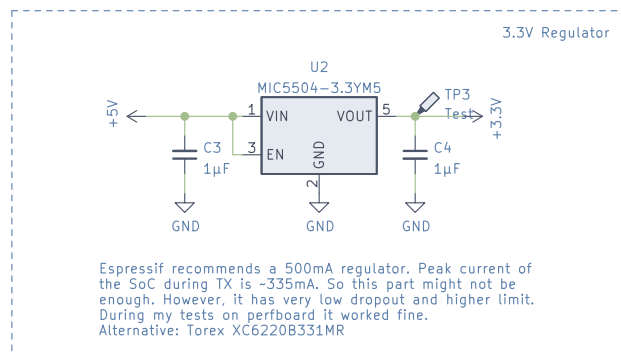 3.3V Regulator
U2
MIC5504-3.3YM5
+5V
1
VIN
VOUT
5
TP3
Test
+3.3V
3
EN
GND
2
C3
1µF
C4
1µF
GND
GND
GND
Espressif recommends a 500mA regulator. Peak current of
the SoC during TX is ~335mA. So this part might not be
enough. However, it has very low dropout and higher limit.
During my tests on perfboard it worked fine.
Alternative: Torex XC6220B331MR